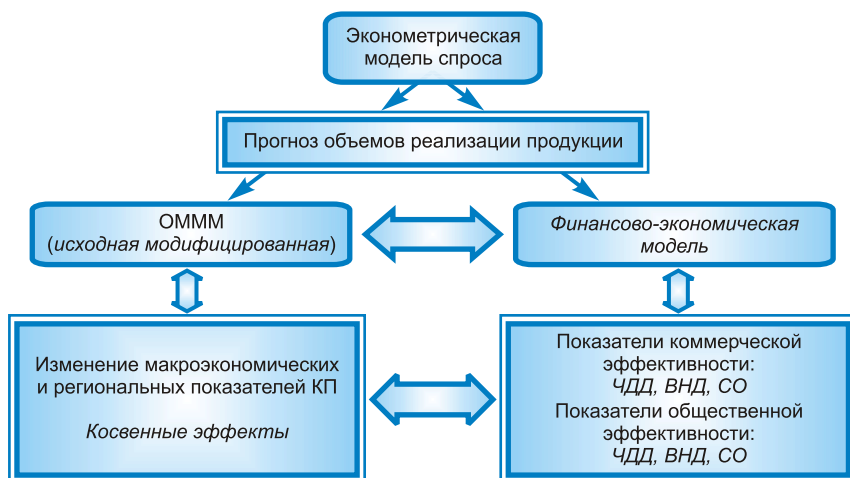 Эконометрическая
модель спроса
Прогноз объемов реализации продукции
ОМММ
(исходная модифицированная)
Финансово-экономическая
модель
Изменение макроэкономических
и региональных показателей КП
Косвенные эффекты
Показатели коммерческой
эффективности:
ЧДД, ВНД, СО
Показатели общественной
эффективности:
ЧДД, ВНД, СО